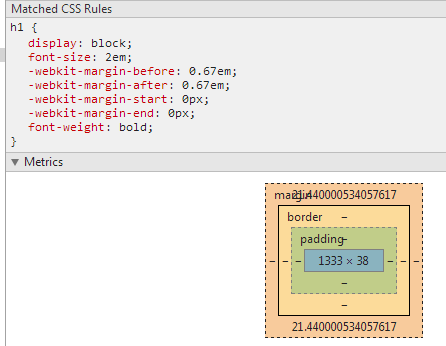 Matched CSS Rules
h1 {
display: block;
font-size: 2em;
-webkit-margin-before: 0.67em;
-webkit-margin-after: 0.67em;
-webkit-margin-start: 0px;
-webkit-margin-end: 0px;
font-weight: bold;
}
▼ Metrics
margin 21.440000534057617
border –
padding –
– – – 1333 × 38 – – –
–
–
21.440000534057617